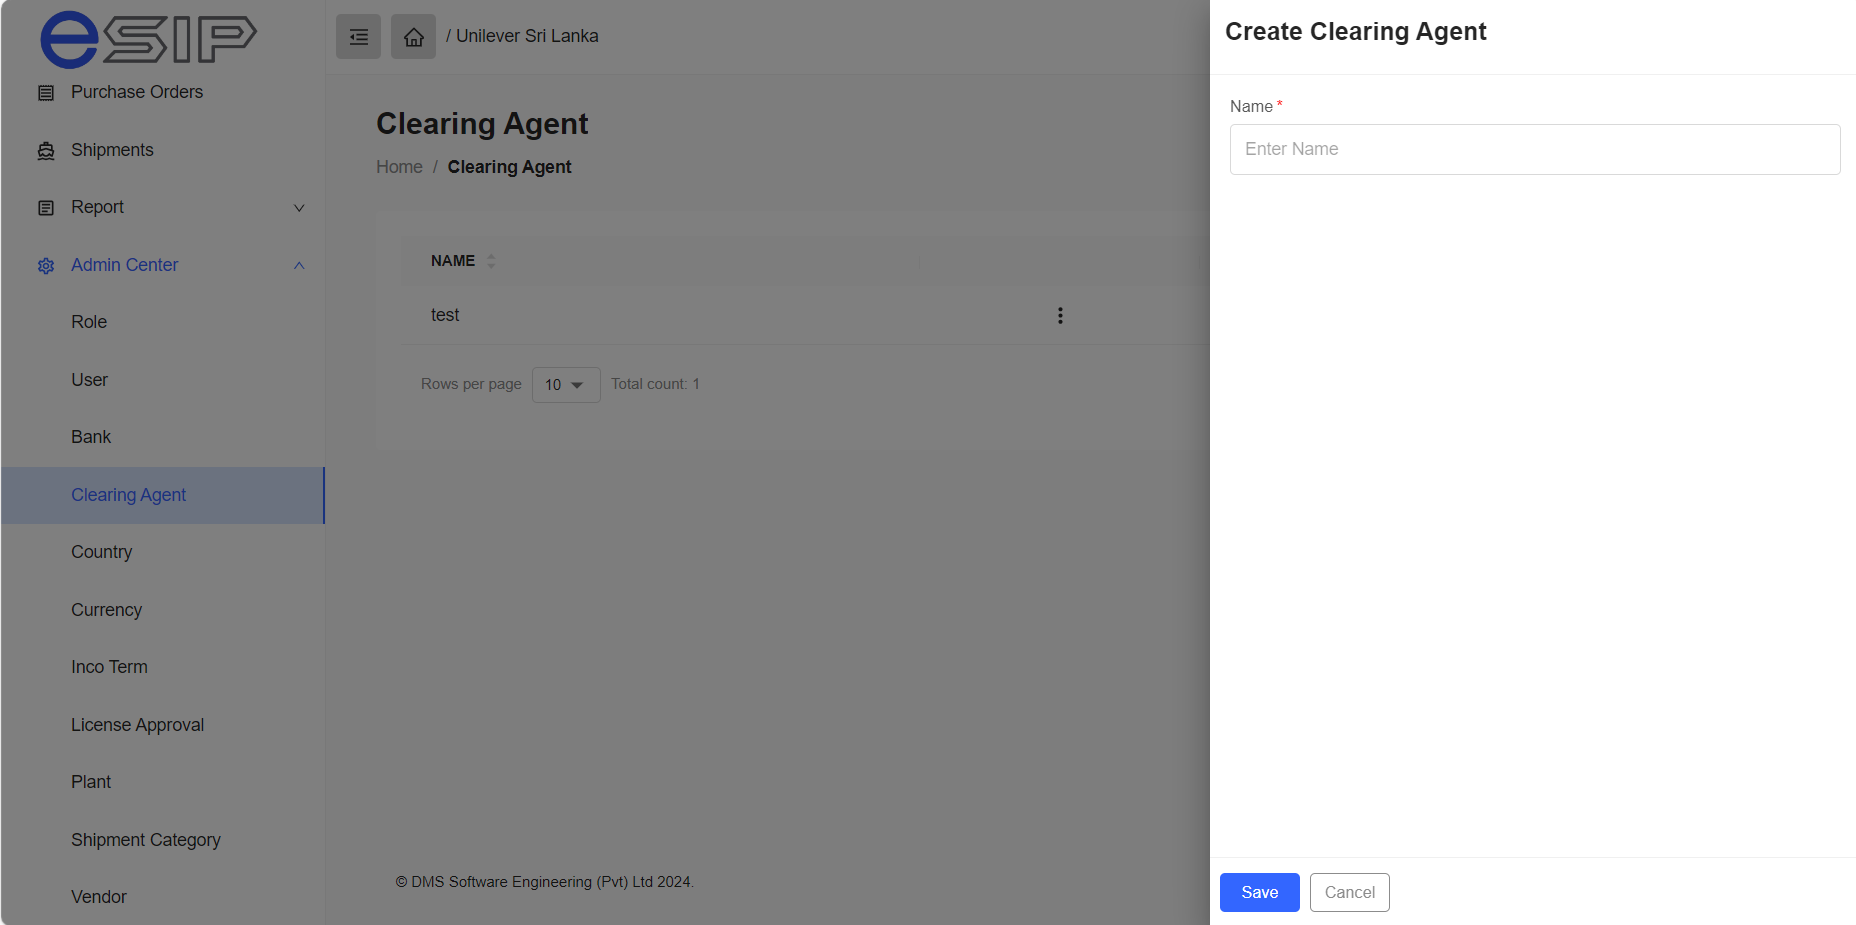 eSIP
Purchase Orders
Shipments
Report
Admin Center
Role
User
Bank
Clearing Agent
Country
Currency
Inco Term
License Approval
Plant
Shipment Category
Vendor
/ Unilever Sri Lanka
Clearing Agent
Home / Clearing Agent
NAME
test
Rows per page 10 Total count: 1
© DMS Software Engineering (Pvt) Ltd 2024.
Create Clearing Agent
Name *
Enter Name
Save Cancel